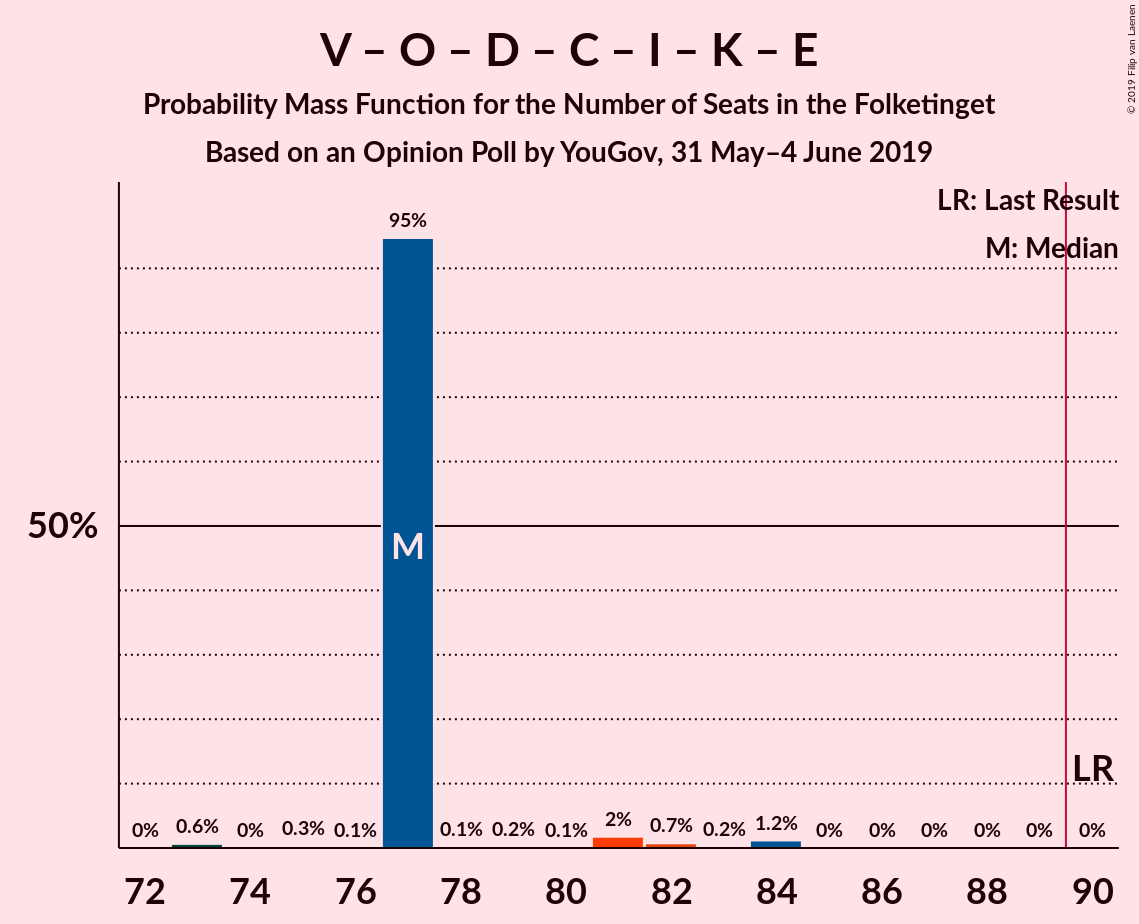 V – O – D – C – I – K – E
Probability Mass Function for the Number of Seats in the Folketinget
Based on an Opinion Poll by YouGov, 31 May–4 June 2019
© 2019 Filip van Laenen
LR: Last Result
M: Median
95%
50%
M
LR
0% 0.6% 0% 0.3% 0.1% 0.1% 0.2% 0.1% 2% 0.7% 0.2% 1.2% 0% 0% 0% 0% 0% 0%
72 74 76 78 80 82 84 86 88 90